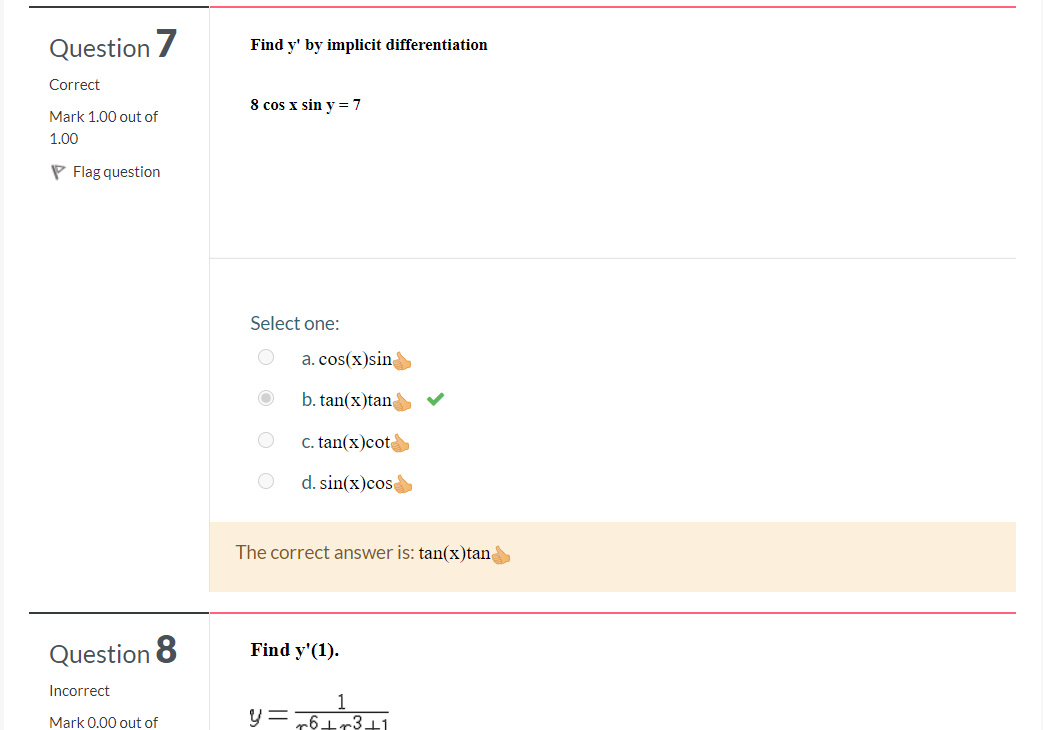 Question 7
Correct
Mark 1.00 out of
1.00
Flag question
Find y' by implicit differentiation
8 cos x sin y = 7
Select one:
a. cos(x)sin👍
b. tan(x)tan👍
c. tan(x)cot👍
d. sin(x)cos👍
The correct answer is: tan(x)tan👍
Question 8
Incorrect
Mark 0.00 out of
Find y'(1).
y = 1/(x^6+x^3+1)